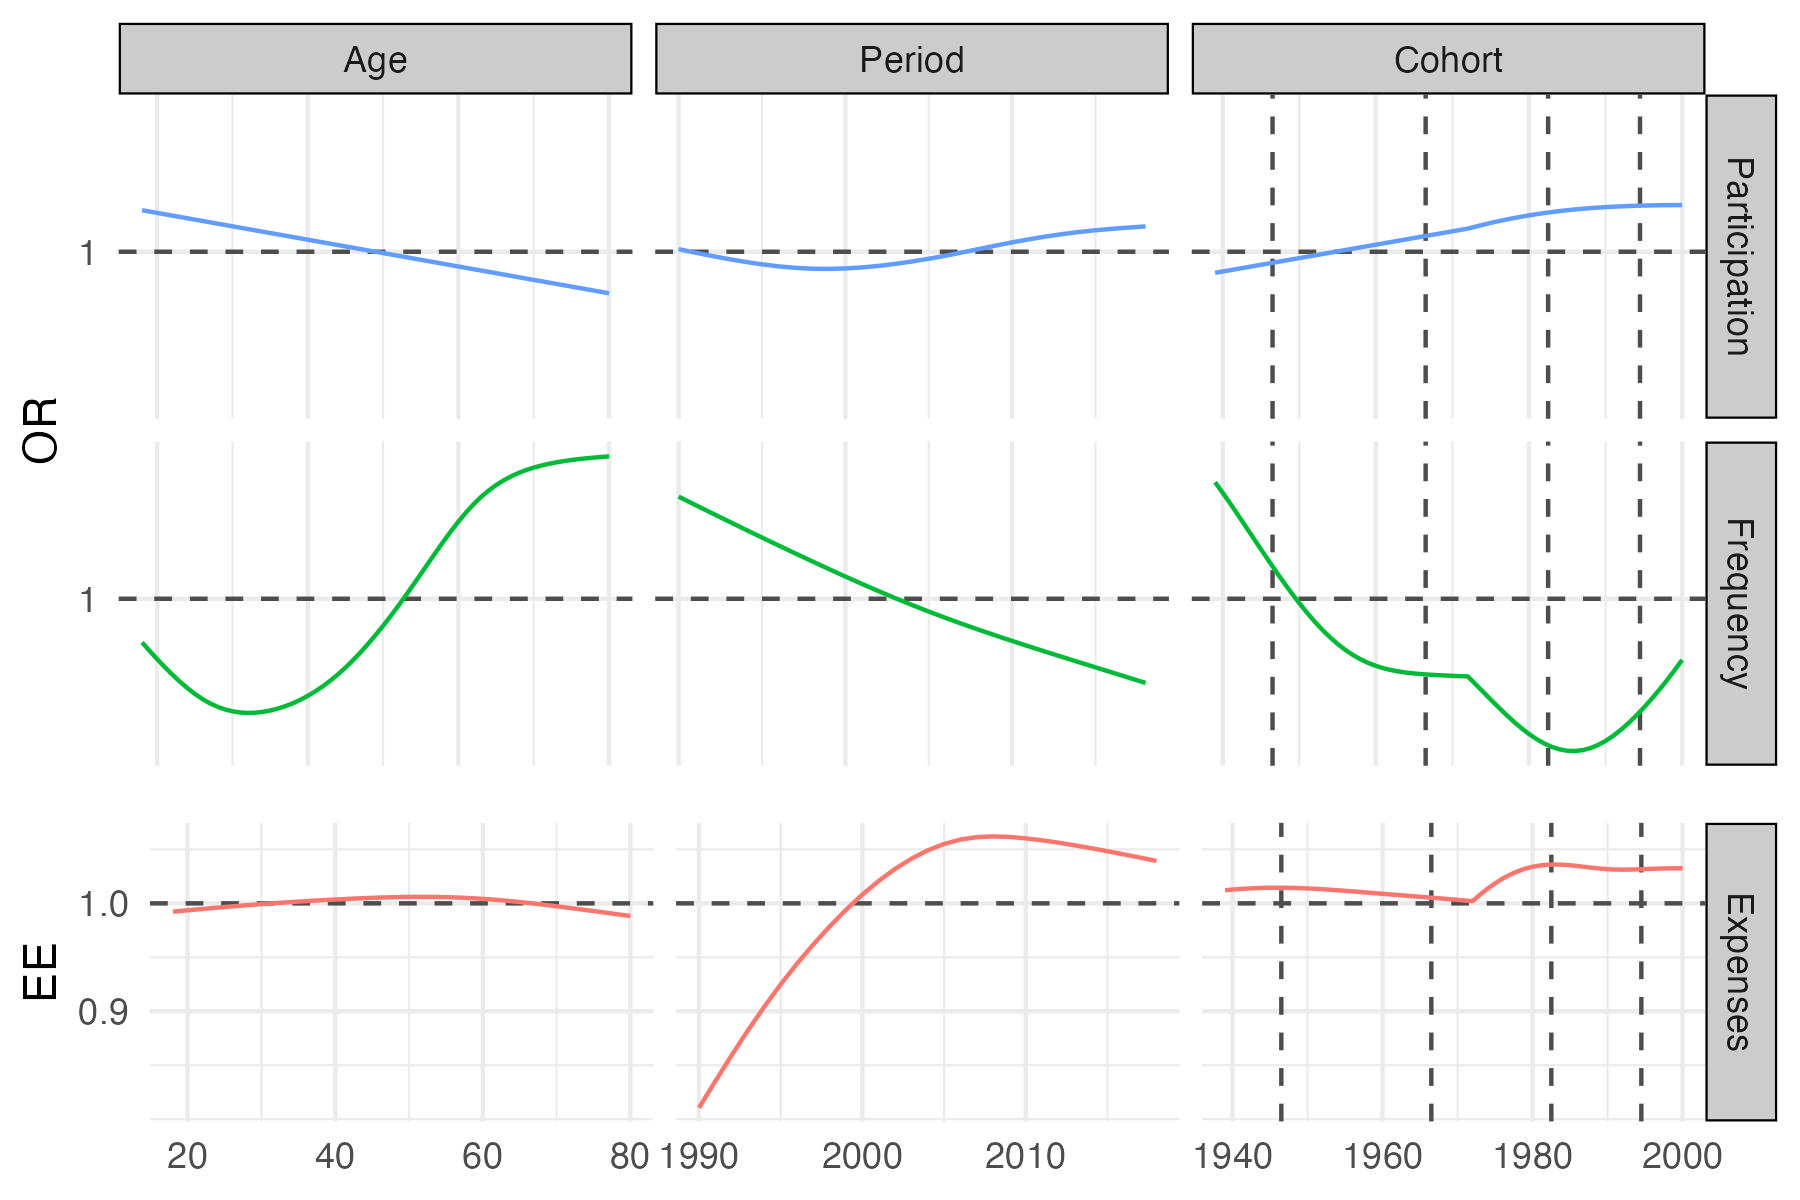 Age Period Cohort
OR
1
Participation
1
Frequency
EE
1.0
0.9
Expenses
20 40 60 80 1990 2000 2010 1940 1960 1980 2000